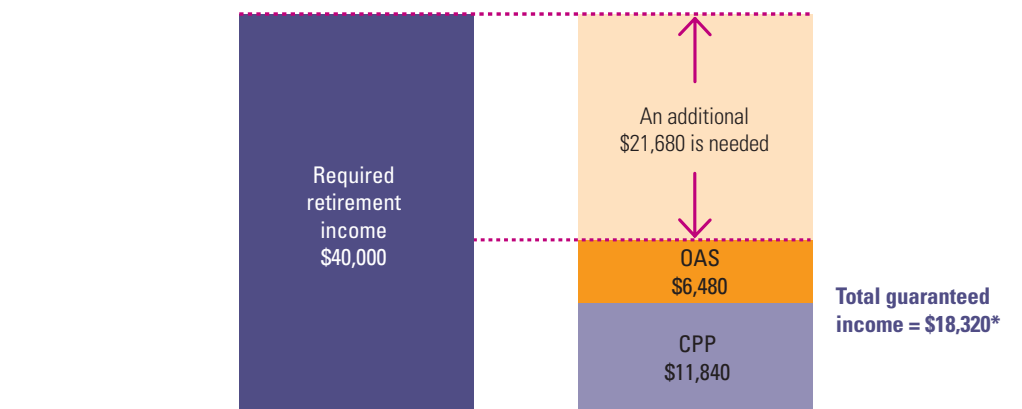 Required
retirement
income
$40,000
An additional
$21,680 is needed
OAS
$6,480
CPP
$11,840
Total guaranteed
income = $18,320*